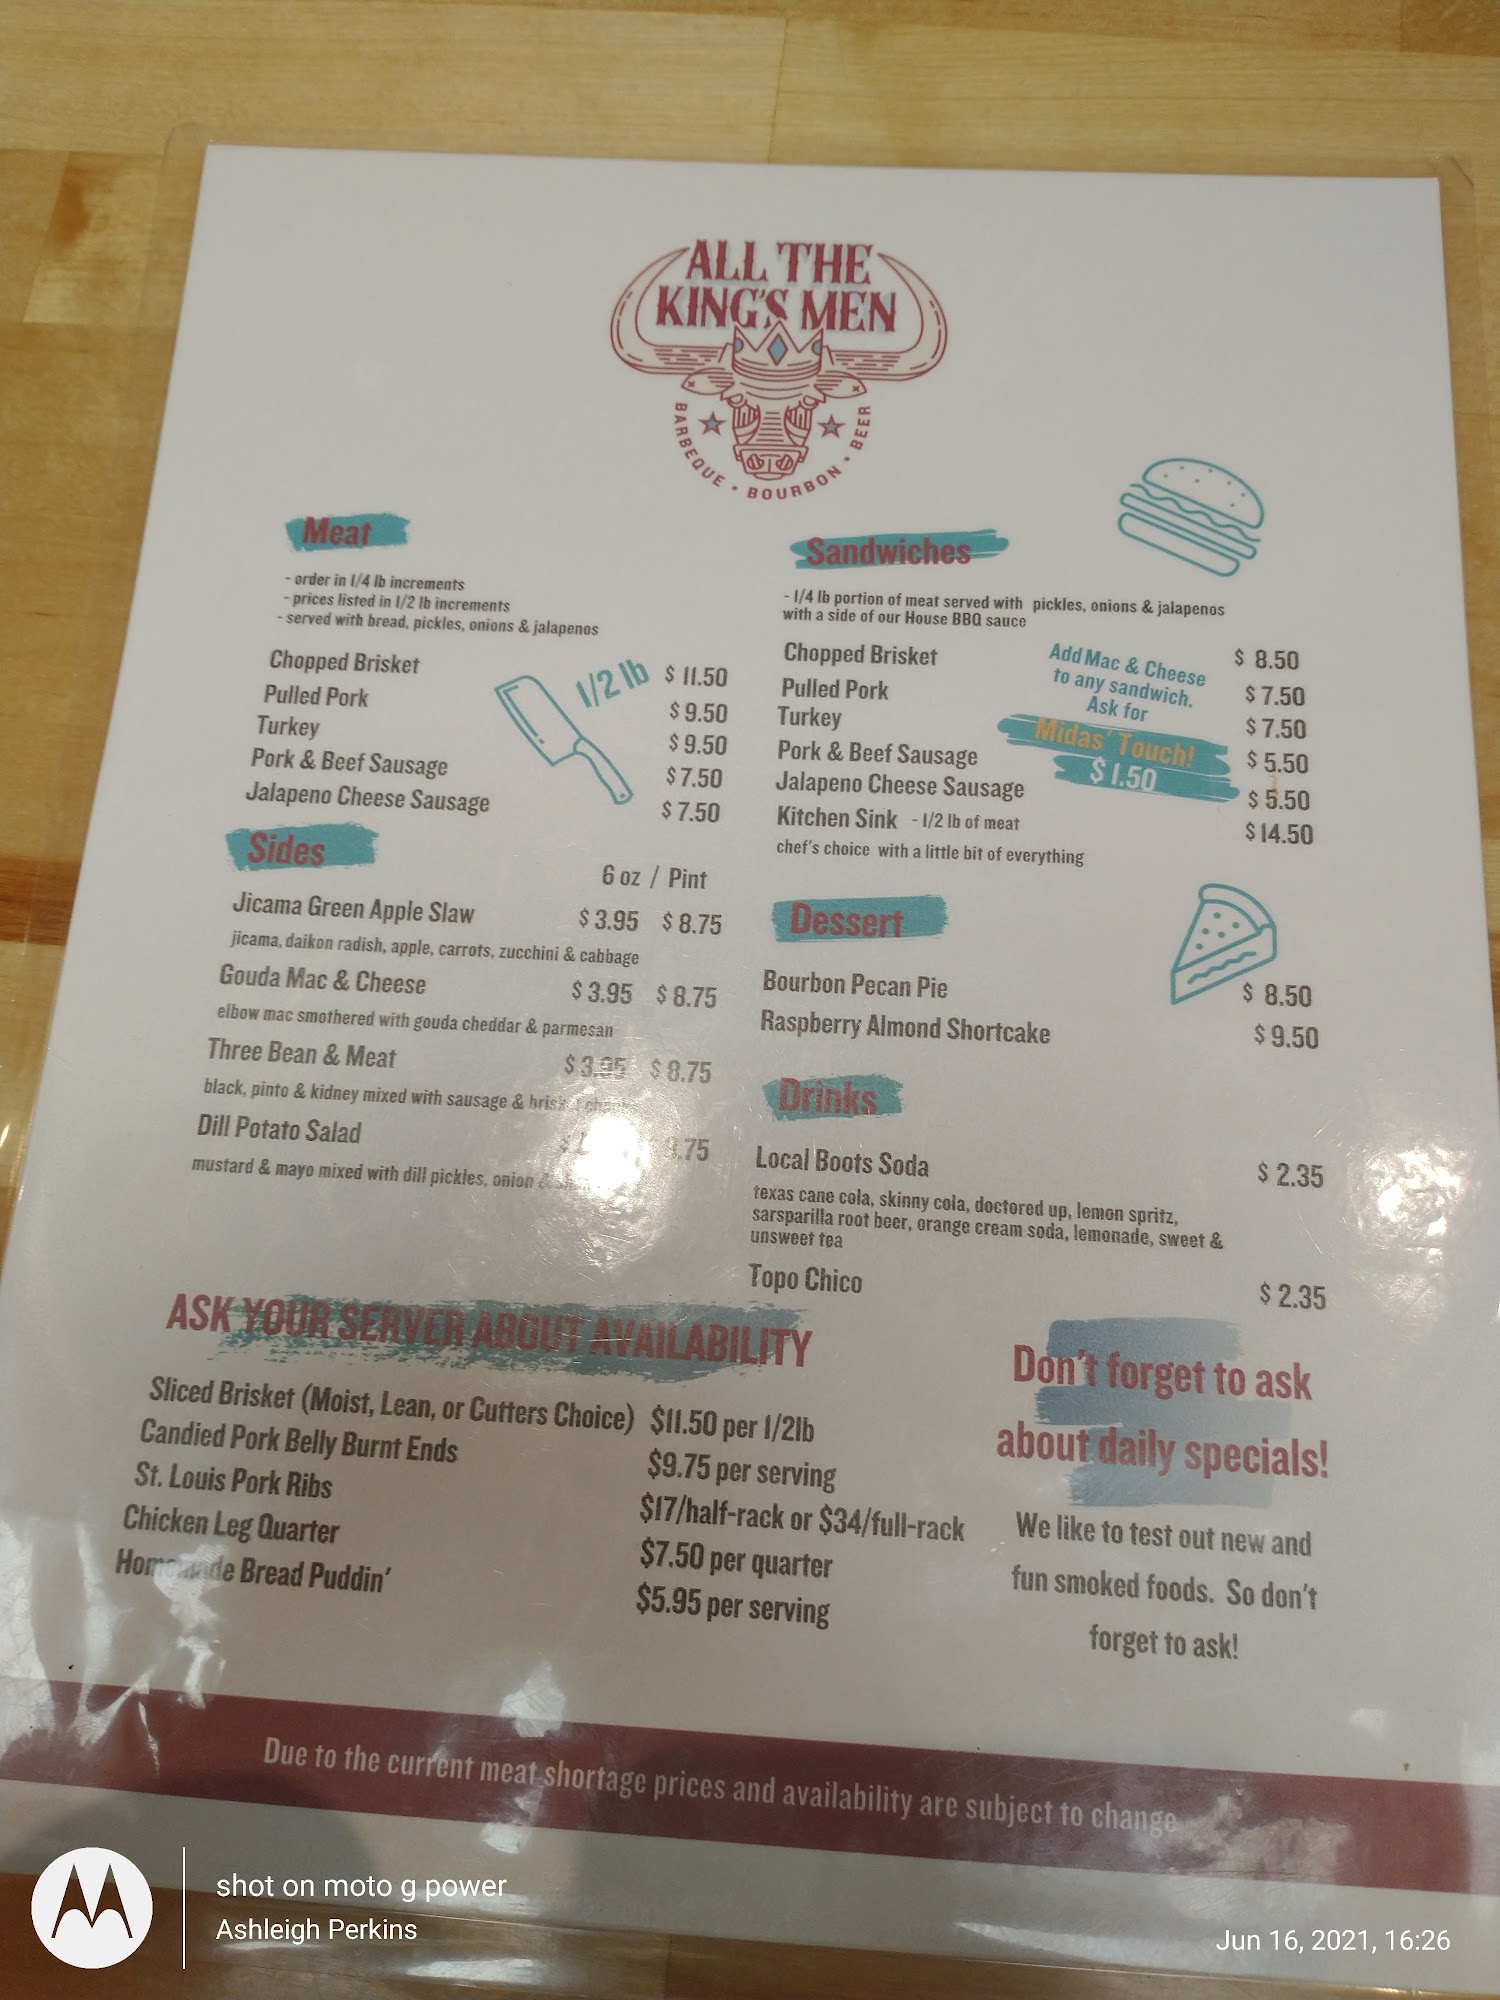 ALL THE
KING'S MEN
BARBEQUE • BOURBON • BEER
Meat
- order in 1/4 lb increments
- prices listed in 1/2 lb increments
- served with bread, pickles, onions & jalapenos
1/2 lb
Chopped Brisket $ 11.50
Pulled Pork $ 9.50
Turkey $ 9.50
Pork & Beef Sausage $ 7.50
Jalapeno Cheese Sausage $ 7.50
Sides
6 oz / Pint
Jicama Green Apple Slaw $ 3.95 $ 8.75
jicama, daikon radish, apple, carrots, zucchini & cabbage
Gouda Mac & Cheese $ 3.95 $ 8.75
elbow mac smothered with gouda cheddar & parmesan
Three Bean & Meat $ 3.95 $ 8.75
black, pinto & kidney mixed with sausage &
Dill Potato Salad .75
mustard & mayo mixed with dill pickles, onion
Sandwiches
- 1/4 lb portion of meat served with pickles, onions & jalapenos
with a side of our House BBQ sauce
Chopped Brisket $ 8.50
Pulled Pork $ 7.50
Turkey $ 7.50
Pork & Beef Sausage $ 5.50
Jalapeno Cheese Sausage $ 5.50
Kitchen Sink - 1/2 lb of meat $ 14.50
chef's choice with a little bit of everything
Add Mac & Cheese
to any sandwich.
Ask for
Midas' Touch!
$ 1.50
Dessert
Bourbon Pecan Pie $ 8.50
Raspberry Almond Shortcake $ 9.50
Drinks
Local Boots Soda $ 2.35
texas cane cola, skinny cola, doctored up, lemon spritz,
sarsparilla root beer, orange cream soda, lemonade, sweet &
unsweet tea
Topo Chico $ 2.35
ASK YOUR SERVER ABOUT AVAILABILITY
Sliced Brisket (Moist, Lean, or Cutters Choice) $11.50 per 1/2lb
Candied Pork Belly Burnt Ends $9.75 per serving
St. Louis Pork Ribs $17/half-rack or $34/full-rack
Chicken Leg Quarter $7.50 per quarter
Homemade Bread Puddin' $5.95 per serving
Don't forget to ask
about daily specials!
We like to test out new and
fun smoked foods. So don't
forget to ask!
Due to the current meat shortage prices and availability are subject to change
shot on moto g power
Ashleigh Perkins
Jun 16, 2021, 16:26